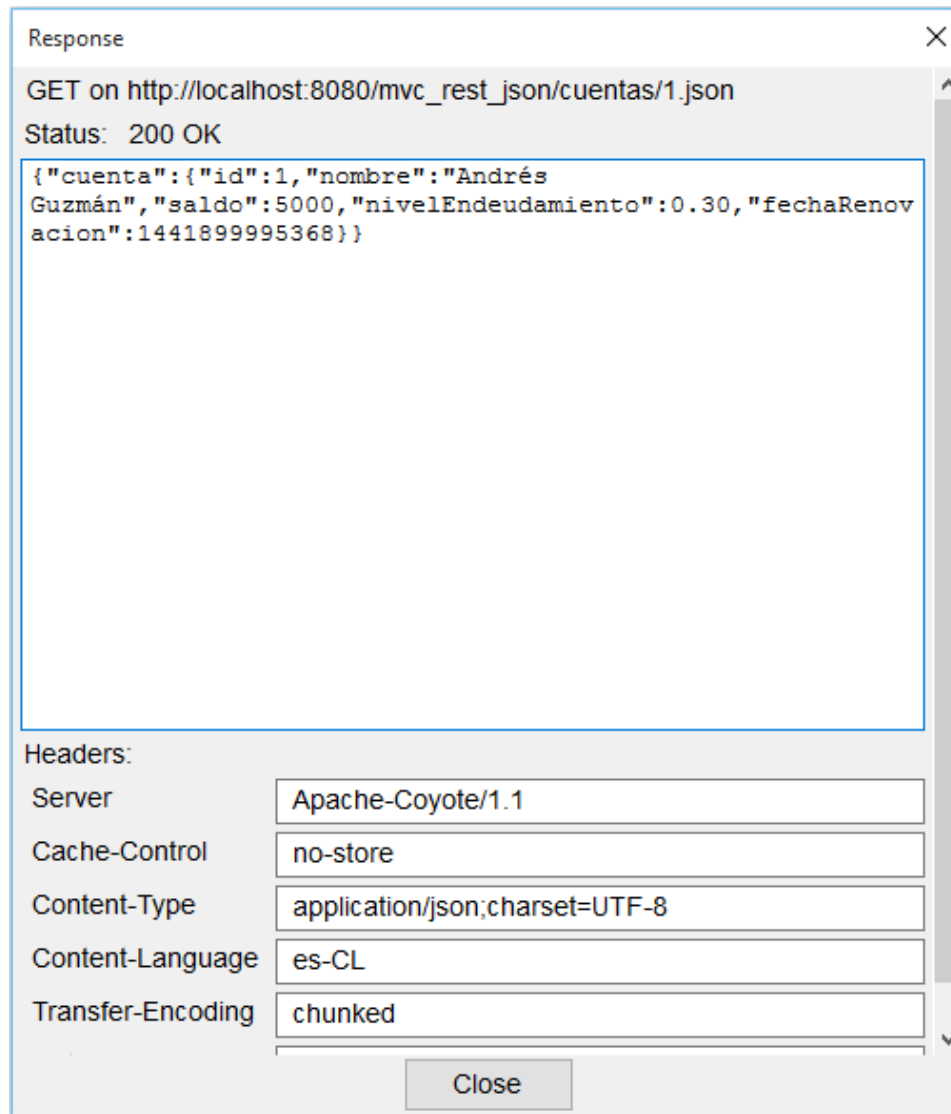 Response
GET on http://localhost:8080/mvc_rest_json/cuentas/1.json
Status: 200 OK
{"cuenta":{"id":1,"nombre":"Andrés
Guzmán","saldo":5000,"nivelEndeudamiento":0.30,"fechaRenov
acion":1441899995368}}
Headers:
Server Apache-Coyote/1.1
Cache-Control no-store
Content-Type application/json;charset=UTF-8
Content-Language es-CL
Transfer-Encoding chunked
Close